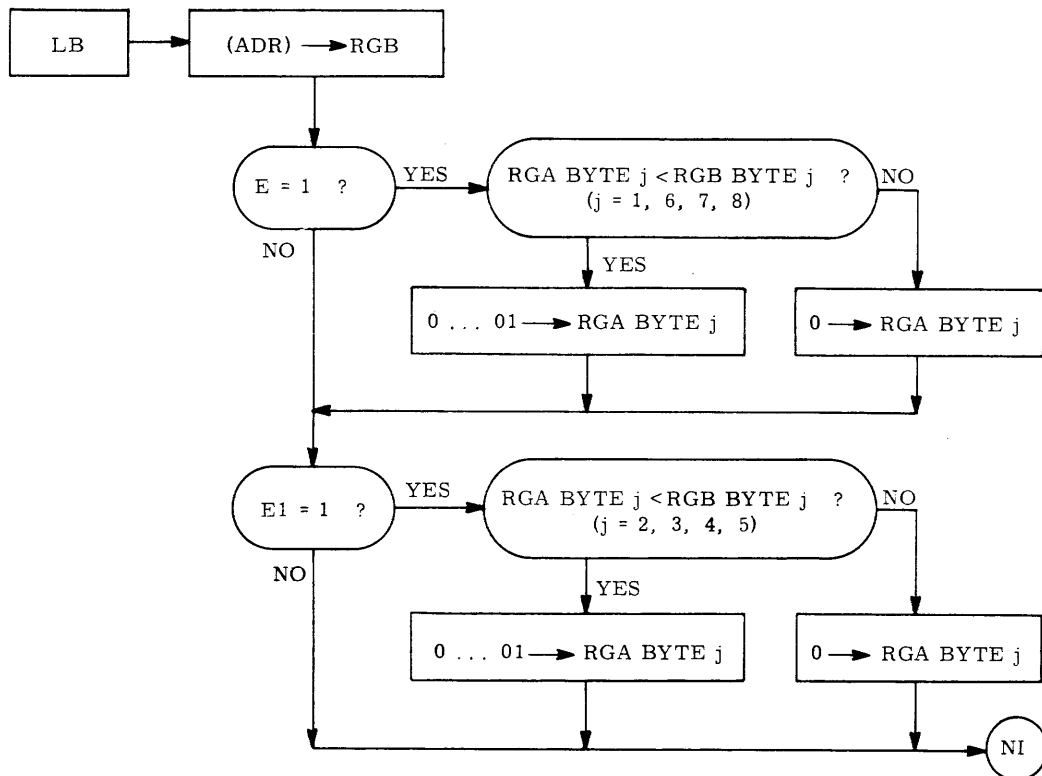 LB
(ADR) → RGB
E = 1 ?
YES
RGA BYTE j < RGB BYTE j ?
(j = 1, 6, 7, 8)
NO
NO
YES
0 ... 01 → RGA BYTE j
0 → RGA BYTE j
E1 = 1 ?
YES
RGA BYTE j < RGB BYTE j ?
(j = 2, 3, 4, 5)
NO
NO
YES
0 ... 01 → RGA BYTE j
0 → RGA BYTE j
NI